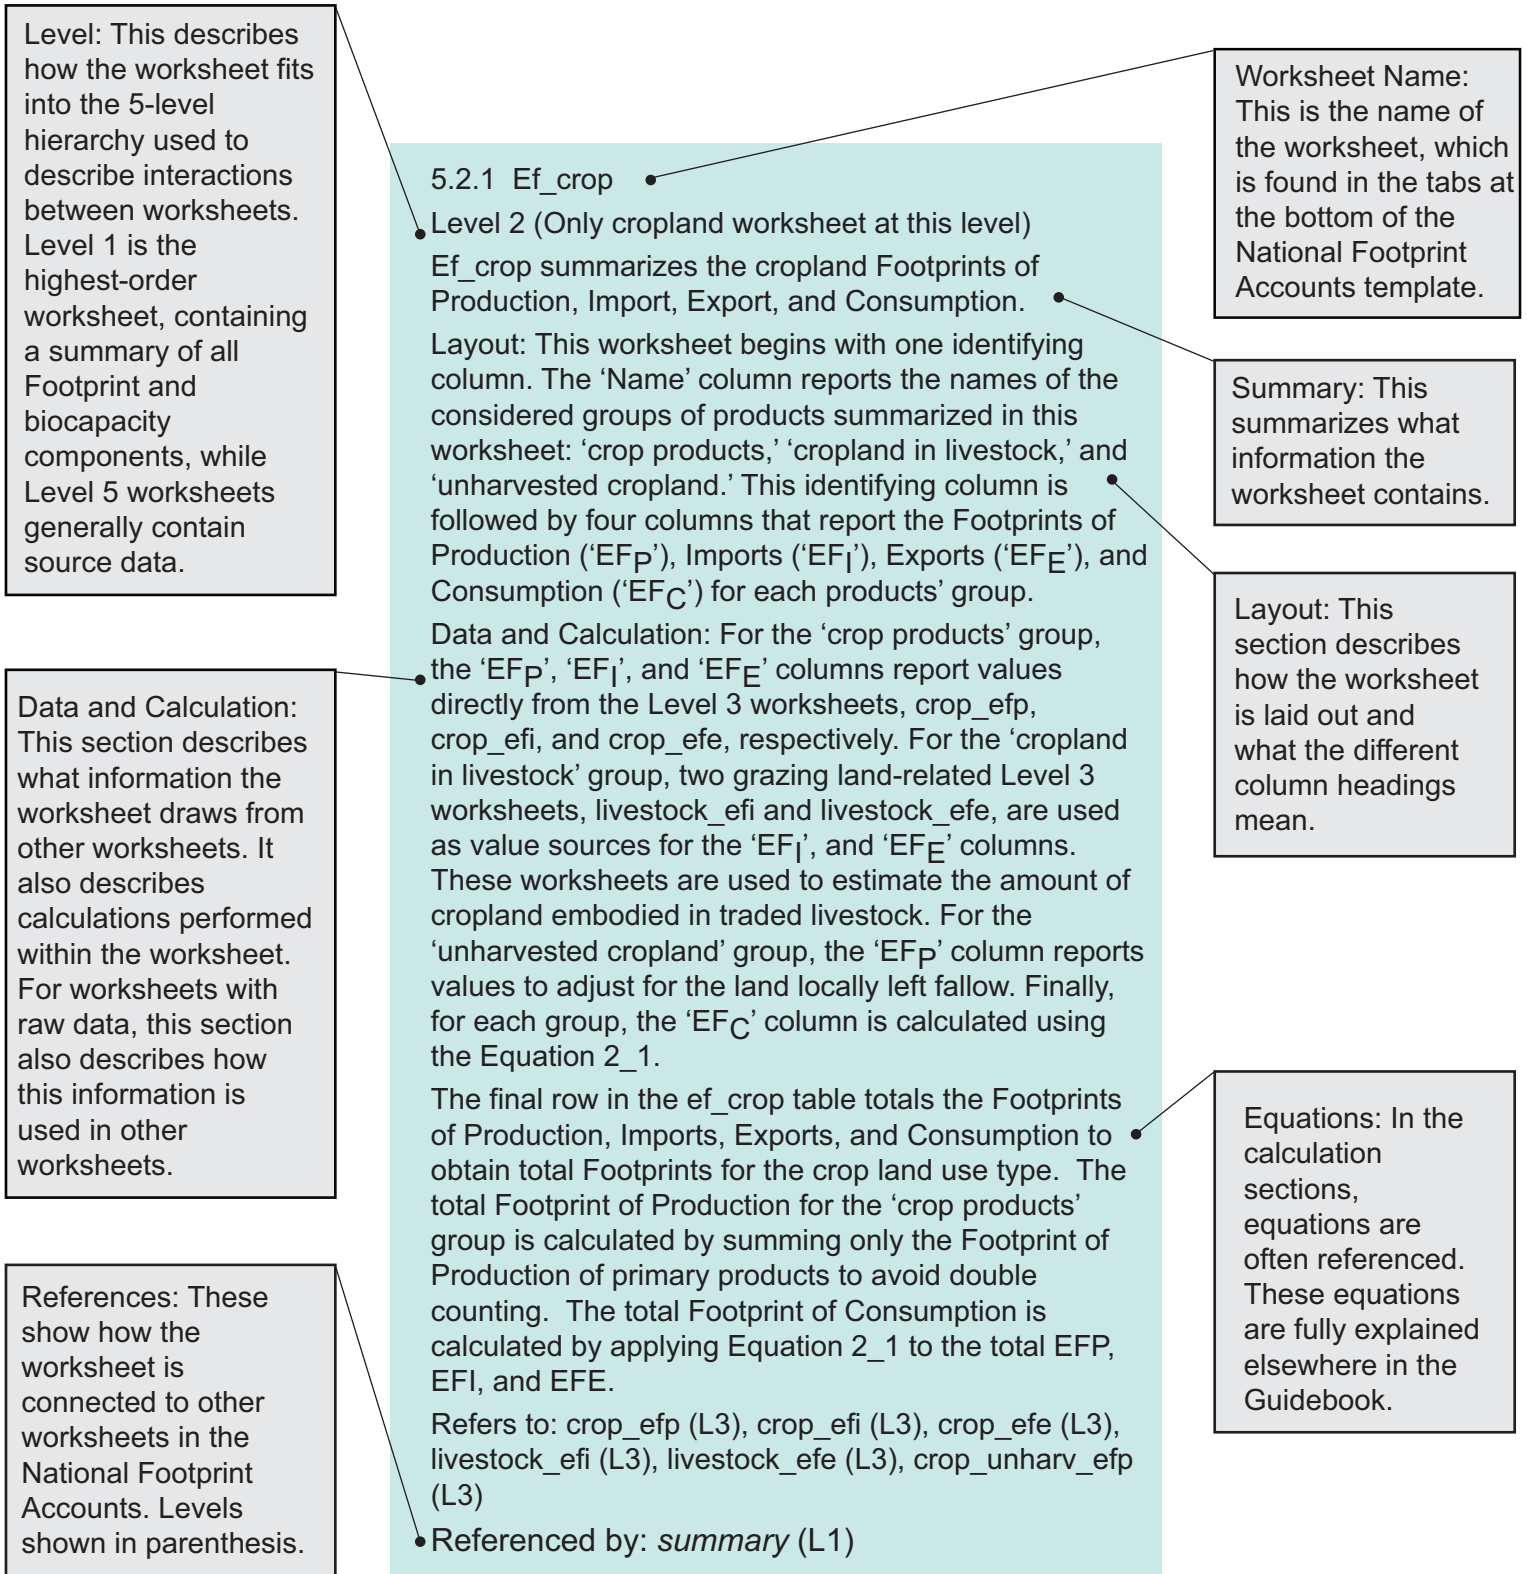 Level: This describes
how the worksheet fits
into the 5-level
hierarchy used to
describe interactions
between worksheets.
Level 1 is the
highest-order
worksheet, containing
a summary of all
Footprint and
biocapacity
components, while
Level 5 worksheets
generally contain
source data.
Data and Calculation:
This section describes
what information the
worksheet draws from
other worksheets. It
also describes
calculations performed
within the worksheet.
For worksheets with
raw data, this section
also describes how
this information is
used in other
worksheets.
References: These
show how the
worksheet is
connected to other
worksheets in the
National Footprint
Accounts. Levels
shown in parenthesis.
5.2.1 Ef_crop
Level 2 (Only cropland worksheet at this level)
Ef_crop summarizes the cropland Footprints of
Production, Import, Export, and Consumption.
Layout: This worksheet begins with one identifying
column. The ‘Name’ column reports the names of the
considered groups of products summarized in this
worksheet: ‘crop products,’ ‘cropland in livestock,’ and
‘unharvested cropland.’ This identifying column is
followed by four columns that report the Footprints of
Production (‘EFP’), Imports (‘EFI’), Exports (‘EFE’), and
Consumption (‘EFC’) for each products’ group.
Data and Calculation: For the ‘crop products’ group,
the ‘EFP’, ‘EFI’, and ‘EFE’ columns report values
directly from the Level 3 worksheets, crop_efp,
crop_efi, and crop_efe, respectively. For the ‘cropland
in livestock’ group, two grazing land-related Level 3
worksheets, livestock_efi and livestock_efe, are used
as value sources for the ‘EFI’, and ‘EFE’ columns.
These worksheets are used to estimate the amount of
cropland embodied in traded livestock. For the
‘unharvested cropland’ group, the ‘EFP’ column reports
values to adjust for the land locally left fallow. Finally,
for each group, the ‘EFC’ column is calculated using
the Equation 2_1.
The final row in the ef_crop table totals the Footprints
of Production, Imports, Exports, and Consumption to
obtain total Footprints for the crop land use type.  The
total Footprint of Production for the ‘crop products’
group is calculated by summing only the Footprint of
Production of primary products to avoid double
counting.  The total Footprint of Consumption is
calculated by applying Equation 2_1 to the total EFP,
EFI, and EFE.
Refers to: crop_efp (L3), crop_efi (L3), crop_efe (L3),
livestock_efi (L3), livestock_efe (L3), crop_unharv_efp
(L3)
Referenced by: summary (L1)
Worksheet Name:
This is the name of
the worksheet, which
is found in the tabs at
the bottom of the
National Footprint
Accounts template.
Summary: This
summarizes what
information the
worksheet contains.
Layout: This
section describes
how the worksheet
is laid out and
what the different
column headings
mean.
Equations: In the
calculation
sections,
equations are
often referenced.
These equations
are fully explained
elsewhere in the
Guidebook.